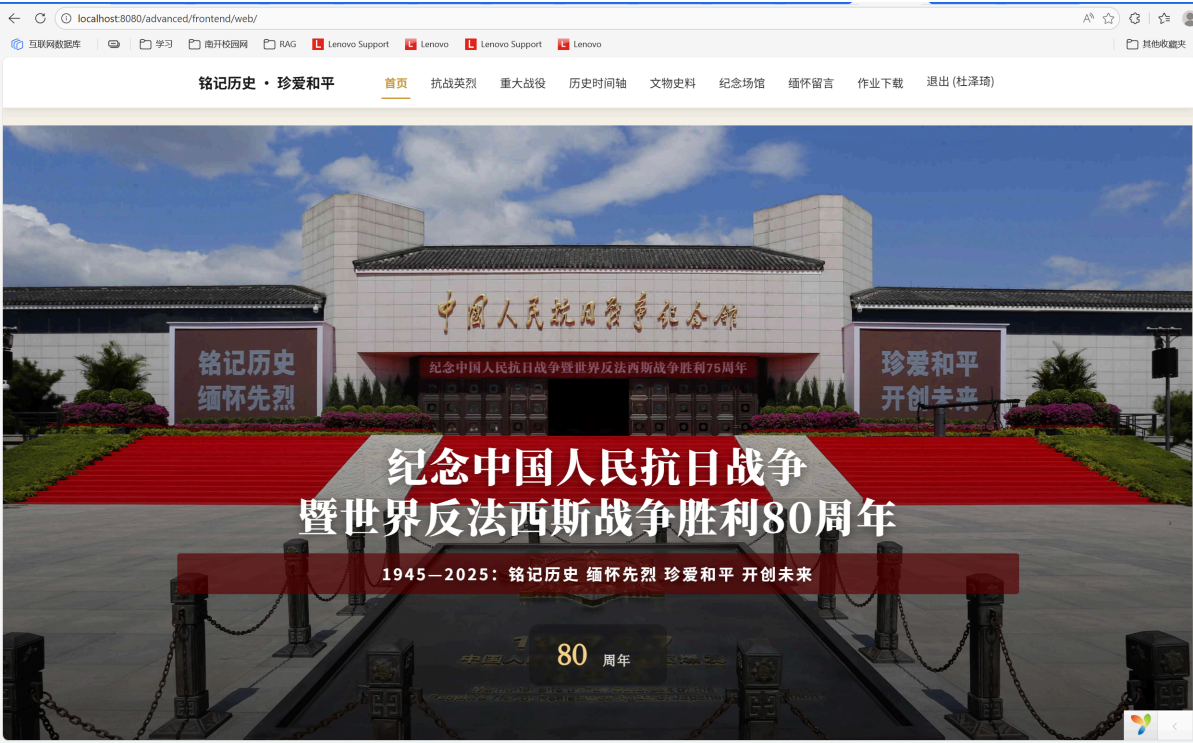 localhost:8080/advanced/frontend/web/
互联网数据库 学习 南开校园网 RAG Lenovo Support Lenovo Lenovo Support Lenovo 其他收藏夹
铭记历史 · 珍爱和平 首页 抗战英烈 重大战役 历史时间轴 文物史料 纪念场馆 缅怀留言 作业下载 退出 (杜泽琦)
中国人民抗日战争纪念馆
纪念中国人民抗日战争暨世界反法西斯战争胜利75周年
铭记历史
缅怀先烈
珍爱和平
开创未来
纪念中国人民抗日战争
暨世界反法西斯战争胜利80周年
1945—2025：铭记历史 缅怀先烈 珍爱和平 开创未来
80 周年